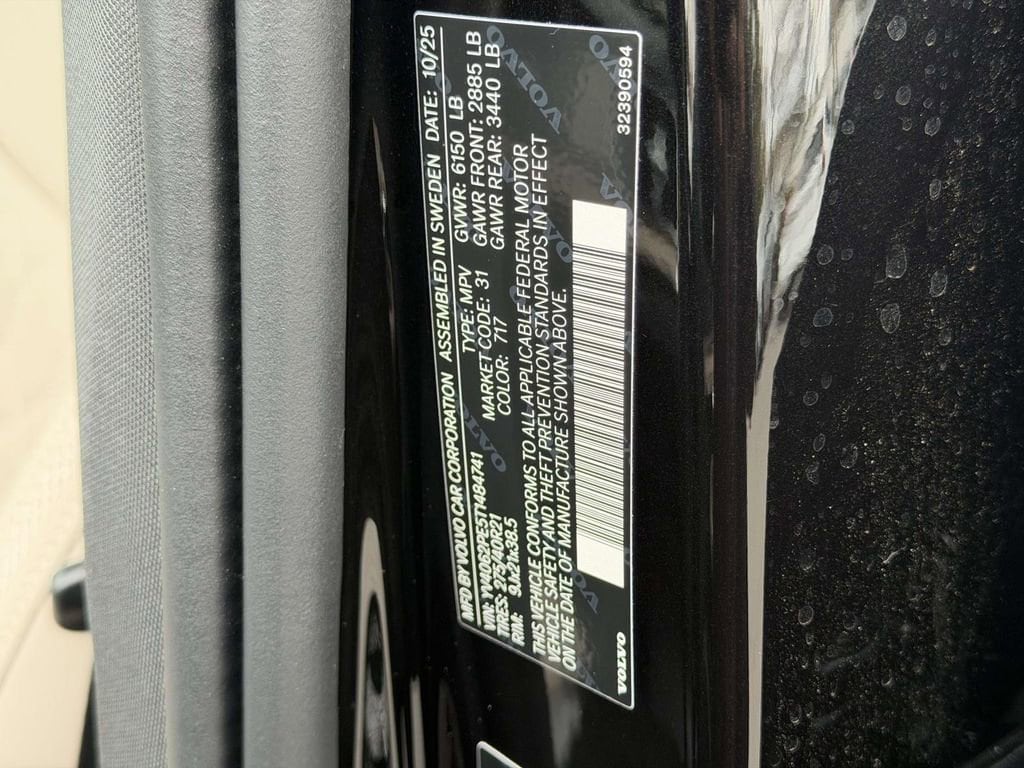 MFD BY VOLVO CAR CORPORATION ASSEMBLED IN SWEDEN DATE: 10/25
VIN: YV4062PE5T1484741 TYPE: MPV GVWR: 6150 LB
TIRES: 275/40R21 MARKET CODE: 31 GAWR FRONT: 2885 LB
RIM: 9Jx21x38.5 COLOR: 717 GAWR REAR: 3440 LB
THIS VEHICLE CONFORMS TO ALL APPLICABLE FEDERAL MOTOR
VEHICLE SAFETY AND THEFT PREVENTION STANDARDS IN EFFECT
ON THE DATE OF MANUFACTURE SHOWN ABOVE.
VOLVO 32390594